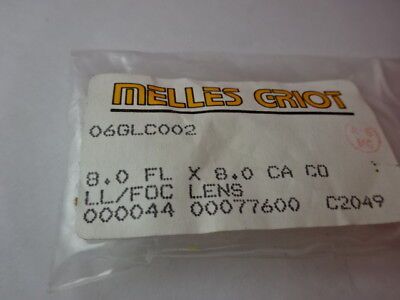 MELLES GRIOT
06GLC002
8.0 FL X 8.0 CA CO
LL/FOC LENS
000044 00077600 C2049